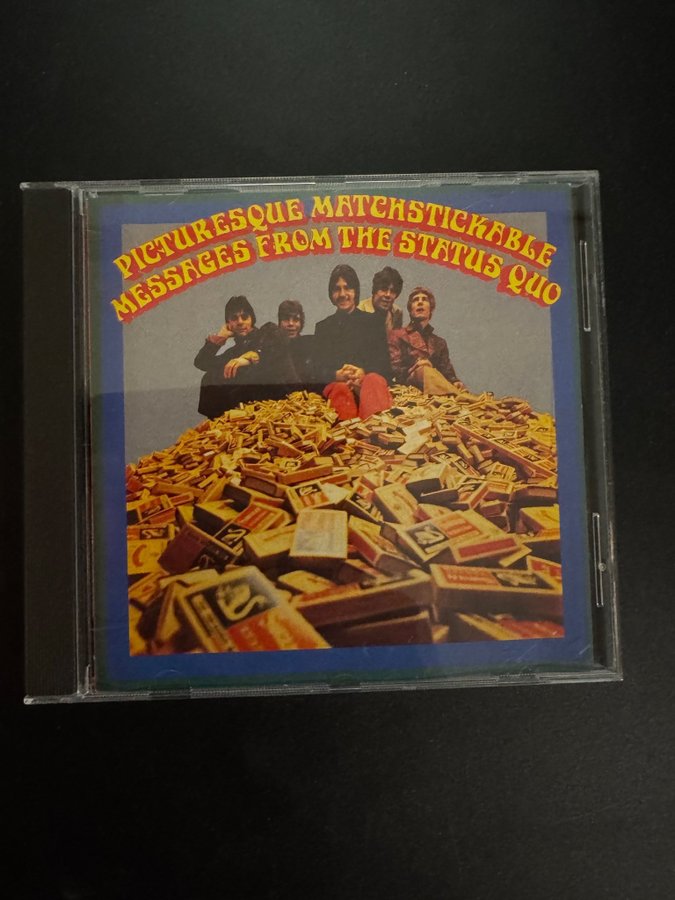 PICTURESQUE MATCHSTICKABLE
MESSAGES FROM THE STATUS QUO